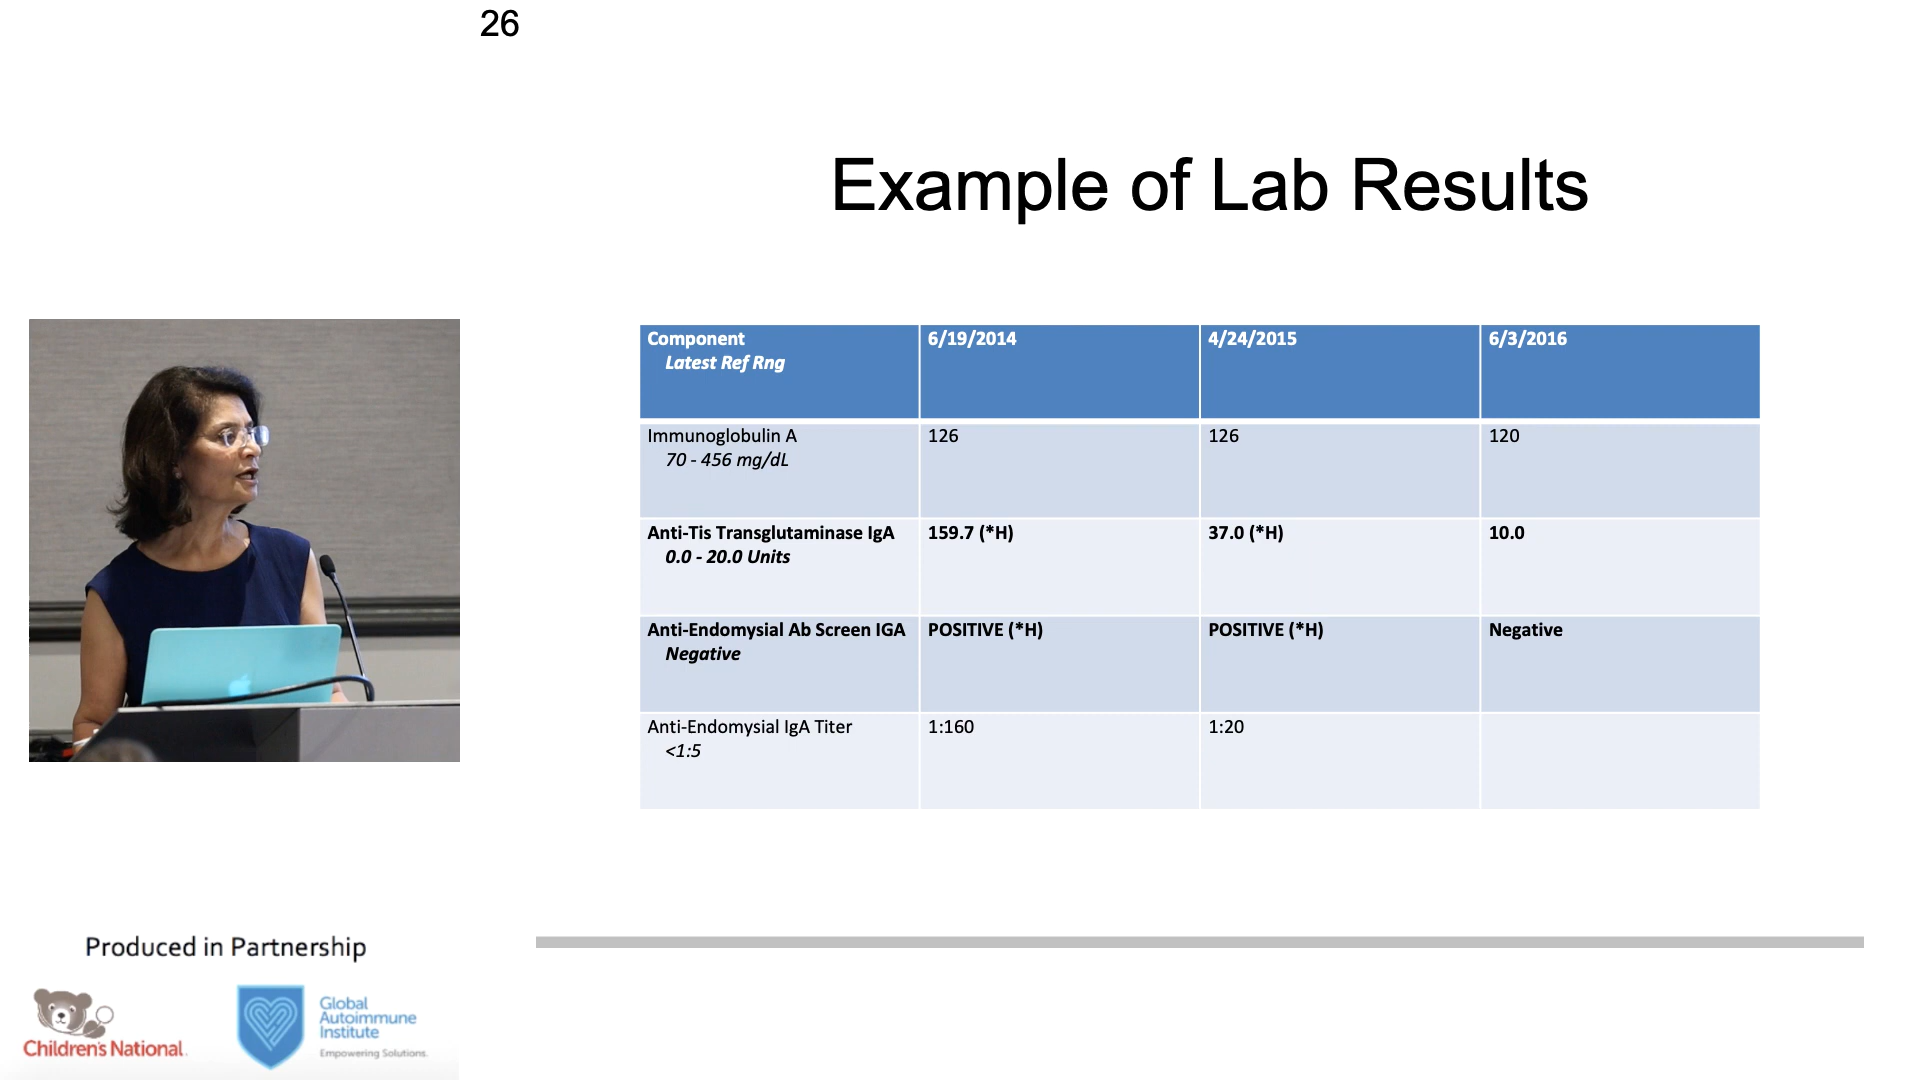 26
Example of Lab Results
Component 6/19/2014 4/24/2015 6/3/2016
Latest Ref Rng
Immunoglobulin A 126 126 120
70 - 456 mg/dL
Anti-Tis Transglutaminase IgA 159.7 (*H) 37.0 (*H) 10.0
0.0 - 20.0 Units
Anti-Endomysial Ab Screen IGA POSITIVE (*H) POSITIVE (*H) Negative
Negative
Anti-Endomysial IgA Titer 1:160 1:20
<1:5
Produced in Partnership
Children's National.
Global
Autoimmune
Institute
Empowering Solutions.